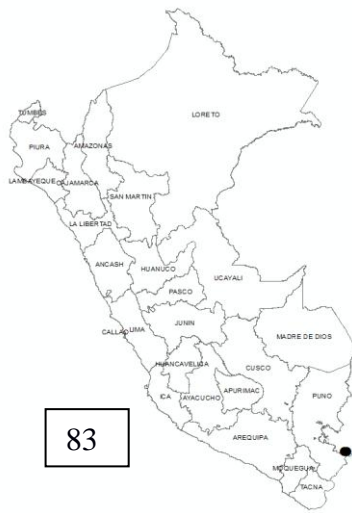 LORETO
TUMBES
PIURA
AMAZONAS
LAMBAYEQUE
CAJAMARCA
SAN MARTIN
LA LIBERTAD
ANCASH
HUANUCO
UCAYALI
PASCO
CALLAO
LIMA
JUNIN
MADRE DE DIOS
HUANCAVELICA
CUSCO
ICA
AYACUCHO
APURIMAC
PUNO
AREQUIPA
83
MOQUEGUA
TACNA